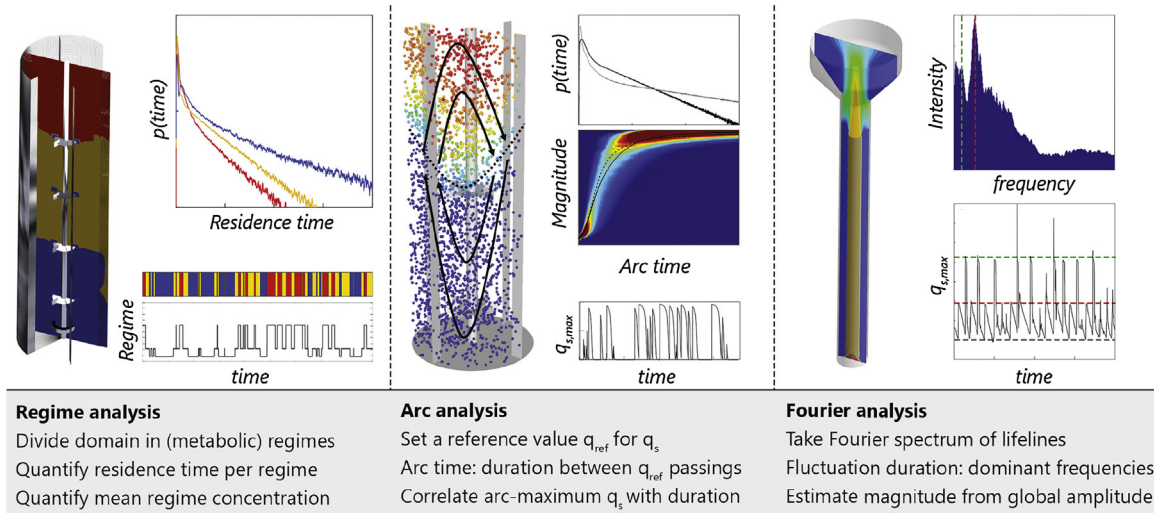 p(time)
Residence time
Regime
time
p(time)
Magnitude
Arc time
q_s,max
time
Intensity
frequency
q_s,max
time
Regime analysis
Divide domain in (metabolic) regimes
Quantify residence time per regime
Quantify mean regime concentration
Arc analysis
Set a reference value q_ref for q_s
Arc time: duration between q_ref passings
Correlate arc-maximum q_s with duration
Fourier analysis
Take Fourier spectrum of lifelines
Fluctuation duration: dominant frequencies
Estimate magnitude from global amplitude